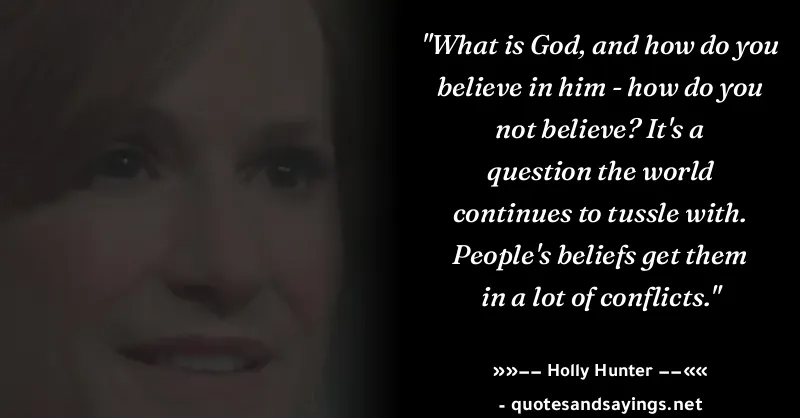 "What is God, and how do you
believe in him - how do you
not believe? It's a
question the world
continues to tussle with.
People's beliefs get them
in a lot of conflicts."
»»−− Holly Hunter −−««
- quotesandsayings.net